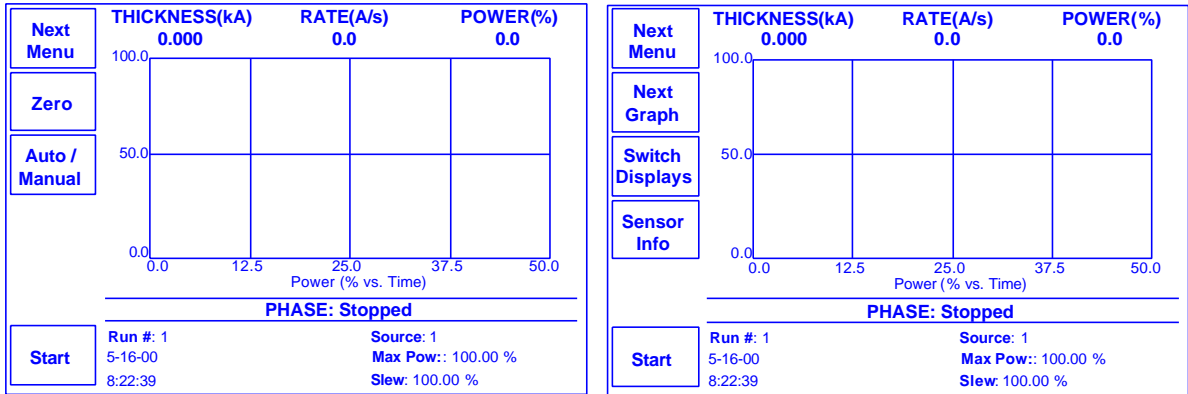 Next
Menu
Zero
Auto /
Manual
Start
THICKNESS(kA) RATE(A/s) POWER(%)
0.000 0.0 0.0
100.0
50.0
0.0
0.0 12.5 25.0 37.5 50.0
Power (% vs. Time)
PHASE: Stopped
Run #: 1 Source: 1
5-16-00 Max Pow:: 100.00 %
8:22:39 Slew: 100.00 %
Next
Menu
Next
Graph
Switch
Displays
Sensor
Info
Start
THICKNESS(kA) RATE(A/s) POWER(%)
0.000 0.0 0.0
100.0
50.0
0.0
0.0 12.5 25.0 37.5 50.0
Power (% vs. Time)
PHASE: Stopped
Run #: 1 Source: 1
5-16-00 Max Pow:: 100.00 %
8:22:39 Slew: 100.00 %